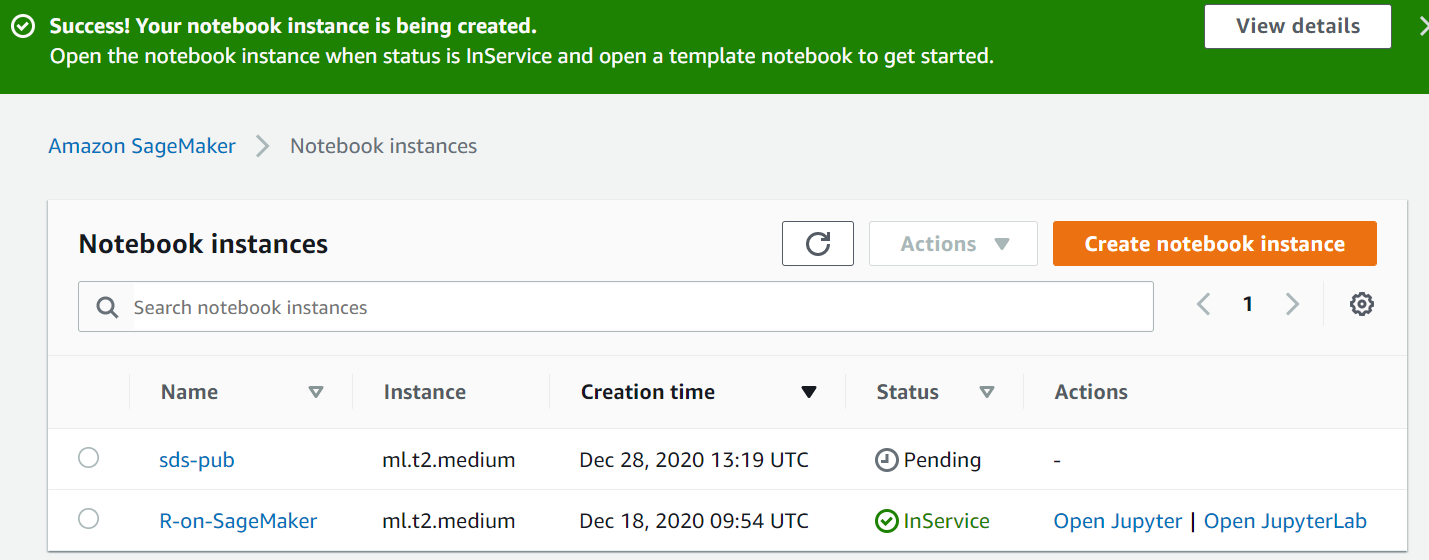 Success! Your notebook instance is being created.
View details
Open the notebook instance when status is InService and open a template notebook to get started.
Amazon SageMaker > Notebook instances
Notebook instances
Actions
Create notebook instance
Search notebook instances
1
Name Instance Creation time Status Actions
sds-pub ml.t2.medium Dec 28, 2020 13:19 UTC Pending -
R-on-SageMaker ml.t2.medium Dec 18, 2020 09:54 UTC InService Open Jupyter | Open JupyterLab